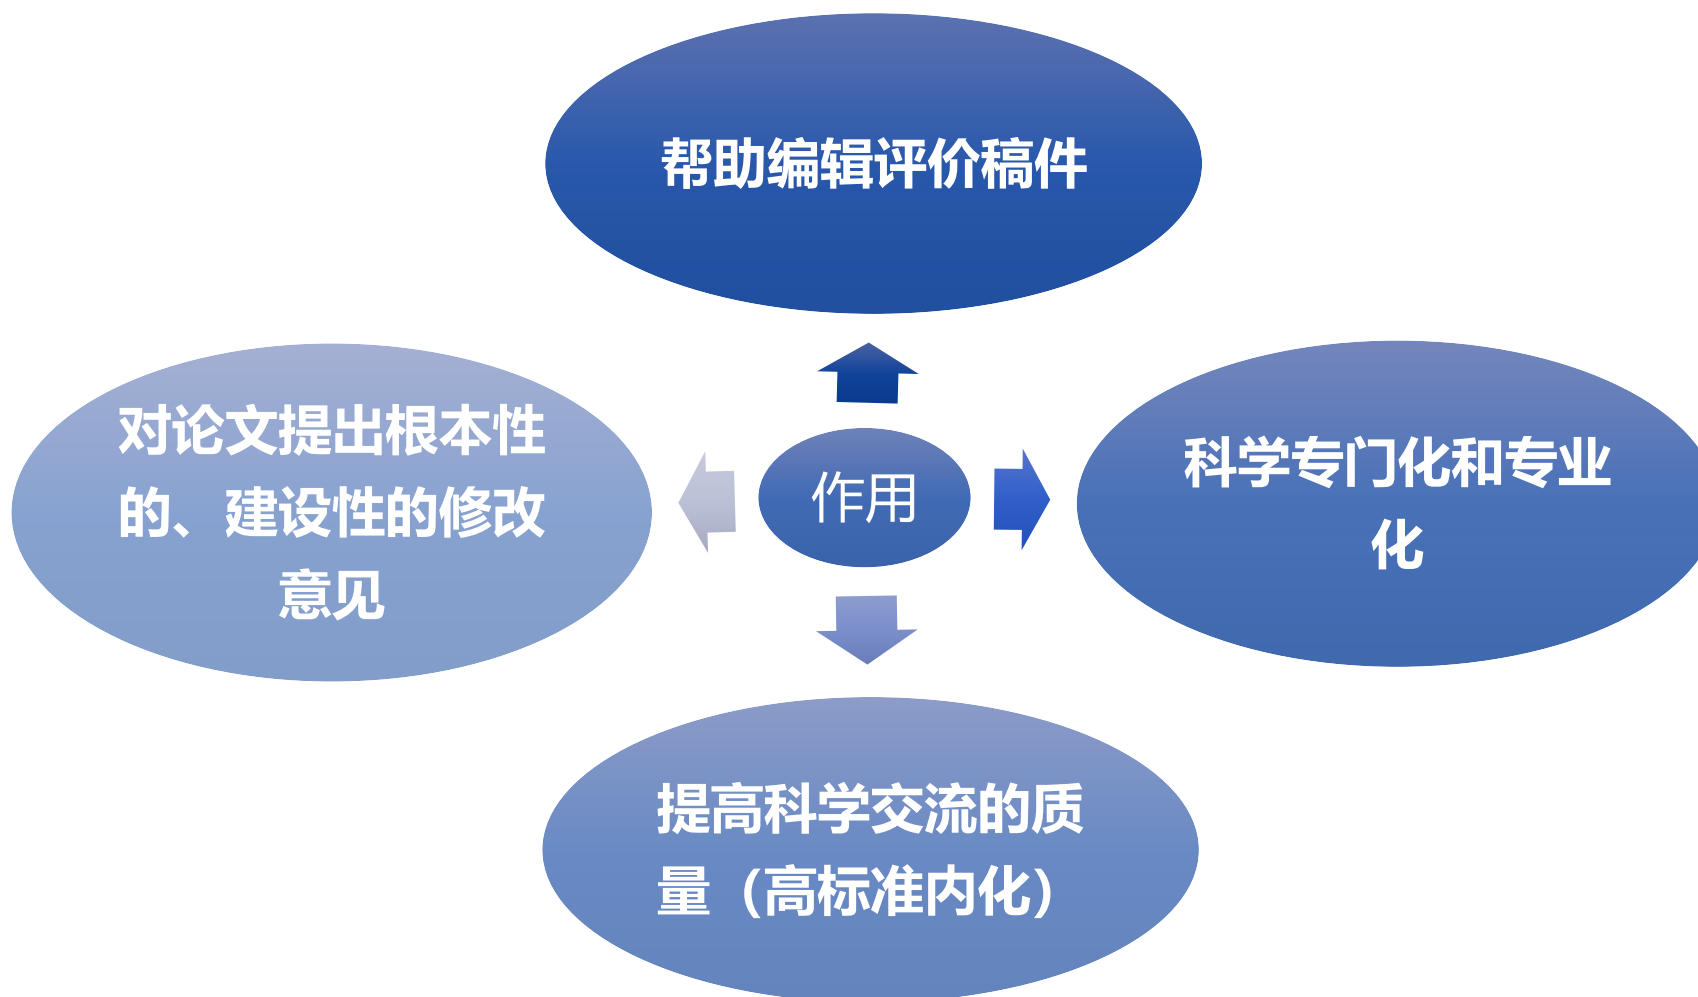 帮助编辑评价稿件
对论文提出根本性
的、建设性的修改
意见
作用
科学专门化和专业
化
提高科学交流的质
量（高标准内化）